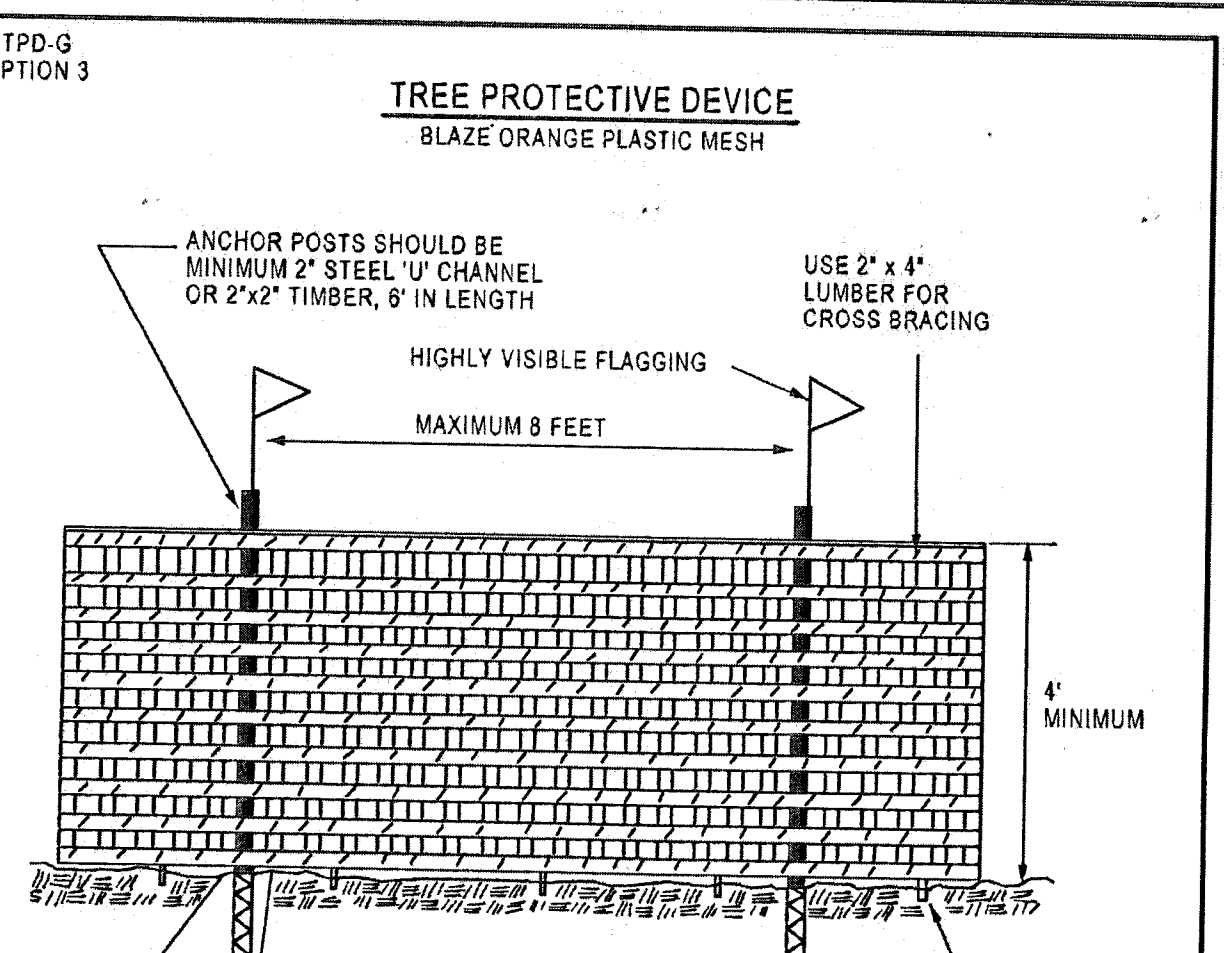 TPD-G
PTION 3
TREE PROTECTIVE DEVICE
BLAZE ORANGE PLASTIC MESH
ANCHOR POSTS SHOULD BE
MINIMUM 2" STEEL 'U' CHANNEL
OR 2"x2" TIMBER, 6' IN LENGTH
USE 2" x 4"
LUMBER FOR
CROSS BRACING
HIGHLY VISIBLE FLAGGING
MAXIMUM 8 FEET
4'
MINIMUM